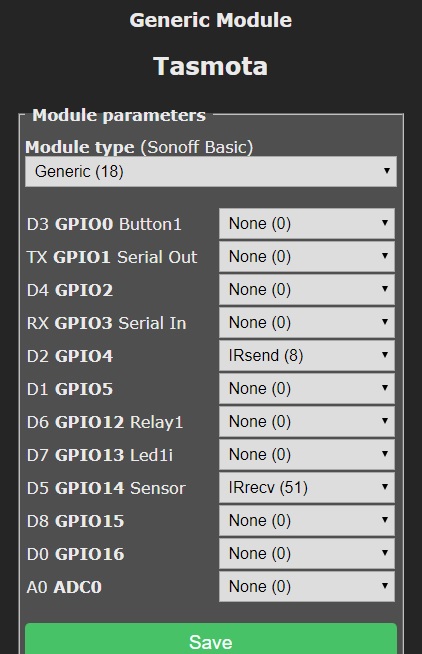 Generic Module
Tasmota
Module parameters
Module type (Sonoff Basic)
Generic (18)
D3 GPIO0 Button1 None (0)
TX GPIO1 Serial Out None (0)
D4 GPIO2 None (0)
RX GPIO3 Serial In None (0)
D2 GPIO4 IRsend (8)
D1 GPIO5 None (0)
D6 GPIO12 Relay1 None (0)
D7 GPIO13 Led1i None (0)
D5 GPIO14 Sensor IRrecv (51)
D8 GPIO15 None (0)
D0 GPIO16 None (0)
A0 ADC0 None (0)
Save